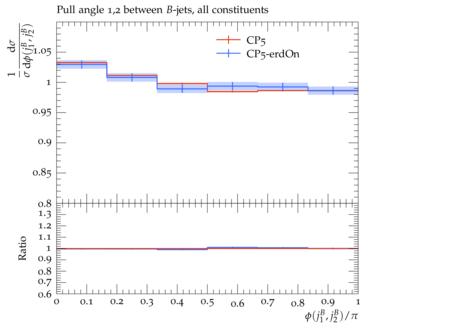 Pull angle 1,2 between B-jets, all constituents
1/σ dσ/dϕ(j₁ᴮ, j₂ᴮ)
CP5
CP5-erdOn
1.05
1
0.95
0.9
0.85
0.8
Ratio
1.3
1.2
1.1
1
0.9
0.8
0.7
0.6
0 0.1 0.2 0.3 0.4 0.5 0.6 0.7 0.8 0.9 1
ϕ(j₁ᴮ, j₂ᴮ)/π